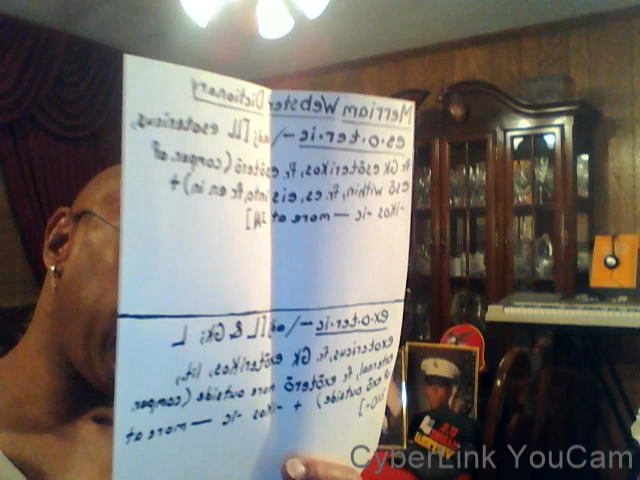 Merriam Webster Dictionary
es·o·ter·ic —/adj [LL esotericus,
fr. GK esōterikos, fr. esōterō (compar. of
esō within, fr. es, eis into, fr. en in) +
-ikos -ic — more at IN]
ex·o·ter·ic —/adj [L & Gk; L
exotericus, fr. GK exōterikos, lit,
external, fr. exōterō more outside (compar.
of exō outside) + -ikos -ic — more at
CyberLink YouCam